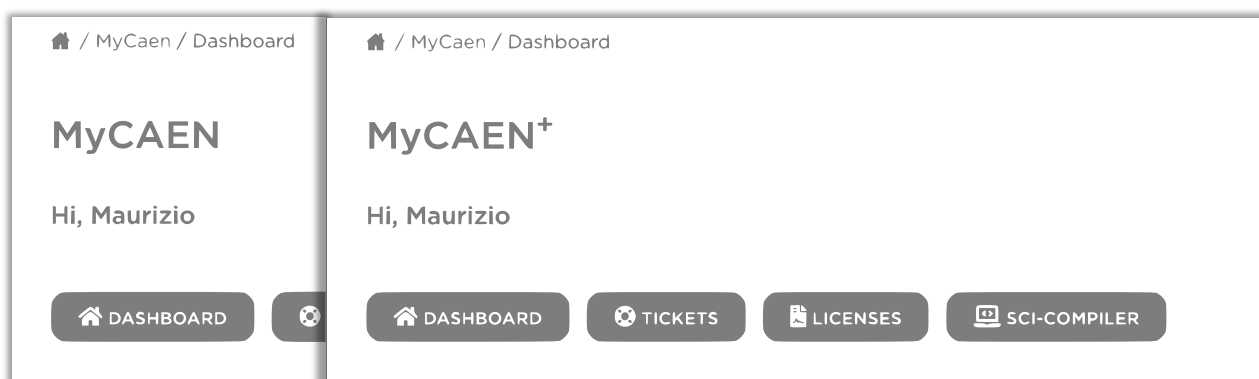 / MyCaen / Dashboard
MyCAEN
Hi, Maurizio
DASHBOARD
/ MyCaen / Dashboard
MyCAEN⁺
Hi, Maurizio
DASHBOARD TICKETS LICENSES SCI-COMPILER